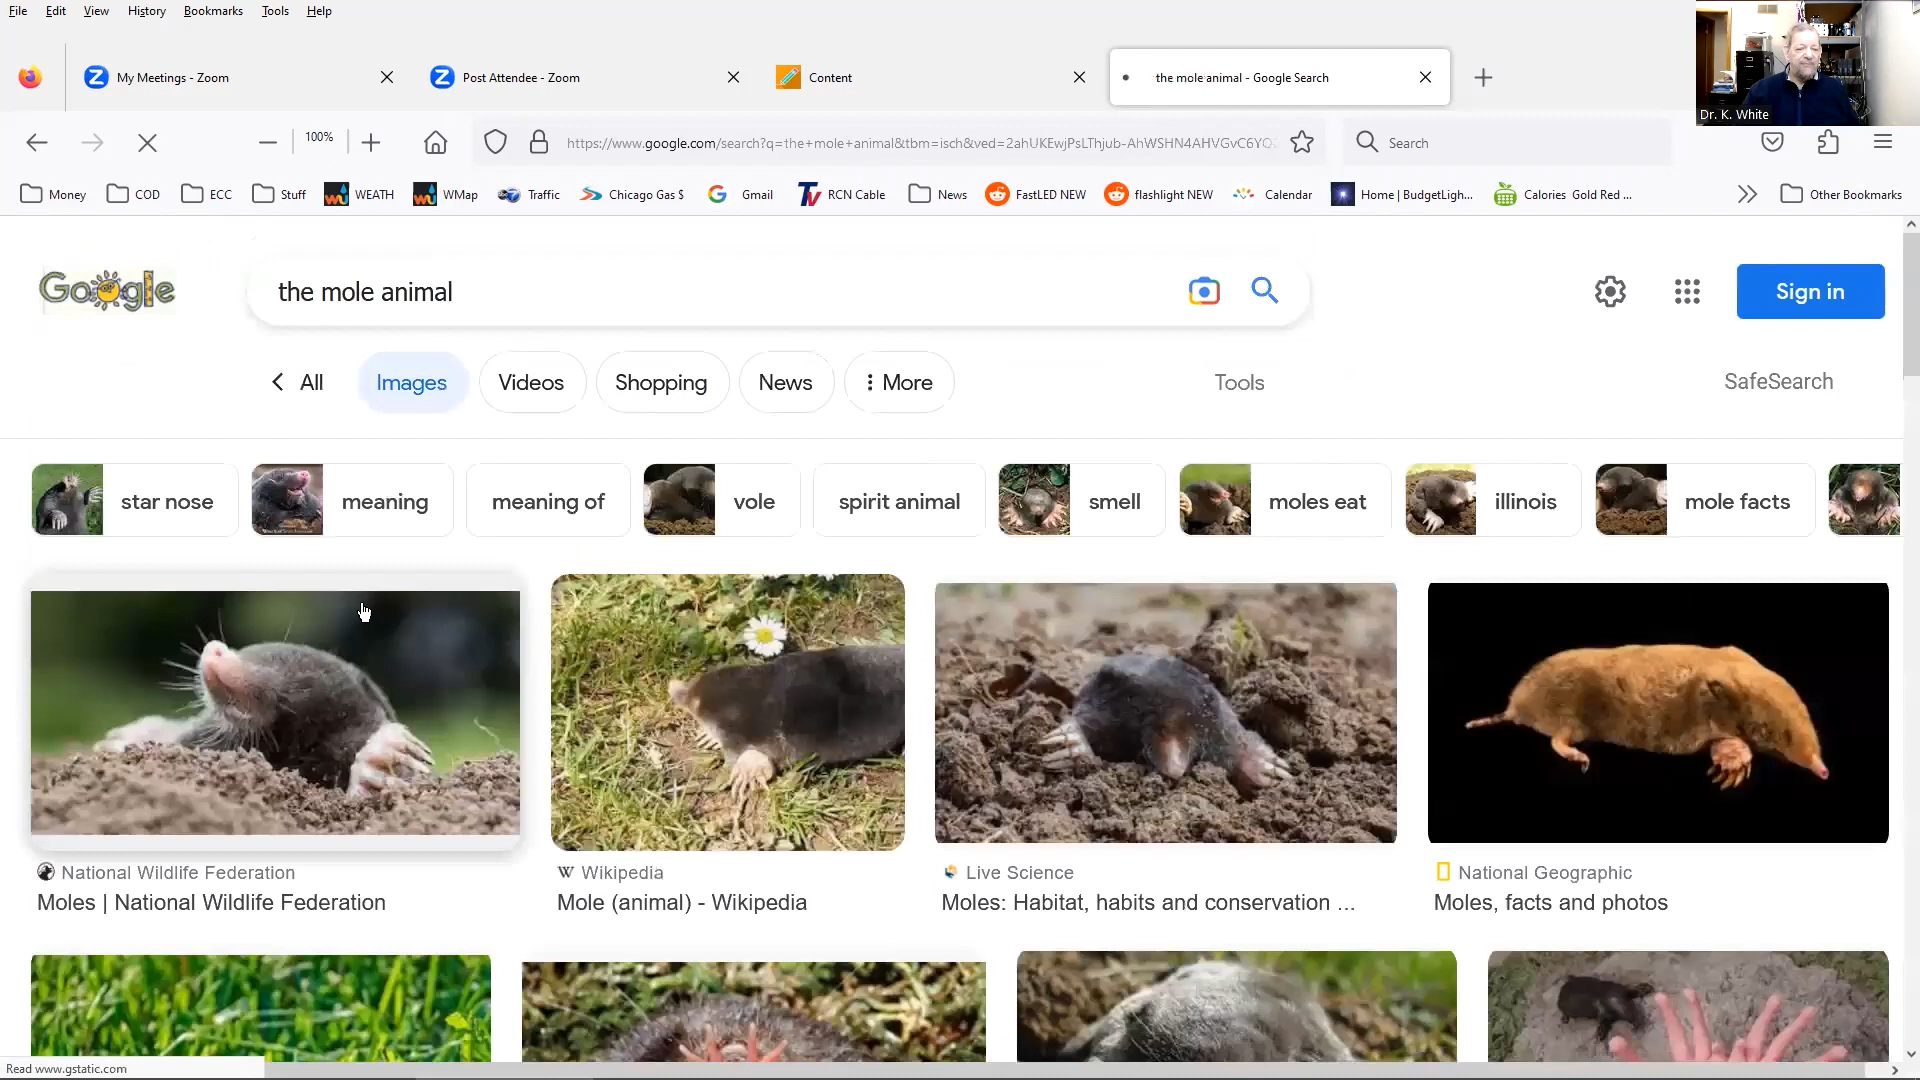 File Edit View History Bookmarks Tools Help
My Meetings - Zoom
Post Attendee - Zoom
Content
the mole animal - Google Search
Dr. K. White
100%
https://www.google.com/search?q=the+mole+animal&tbm=isch&ved=2ahUKEwjPsLThjub-AhWSHN4AHVGvC6YQ
Search
Money COD ECC Stuff WEATH WMap Traffic Chicago Gas $ Gmail RCN Cable News FastLED NEW flashlight NEW Calendar Home | BudgetLigh... Calories Gold Red ... Other Bookmarks
Google
the mole animal
Sign in
All Images Videos Shopping News More Tools SafeSearch
star nose meaning meaning of vole spirit animal smell moles eat illinois mole facts
National Wildlife Federation
Moles | National Wildlife Federation
Wikipedia
Mole (animal) - Wikipedia
Live Science
Moles: Habitat, habits and conservation ...
National Geographic
Moles, facts and photos
Read www.gstatic.com